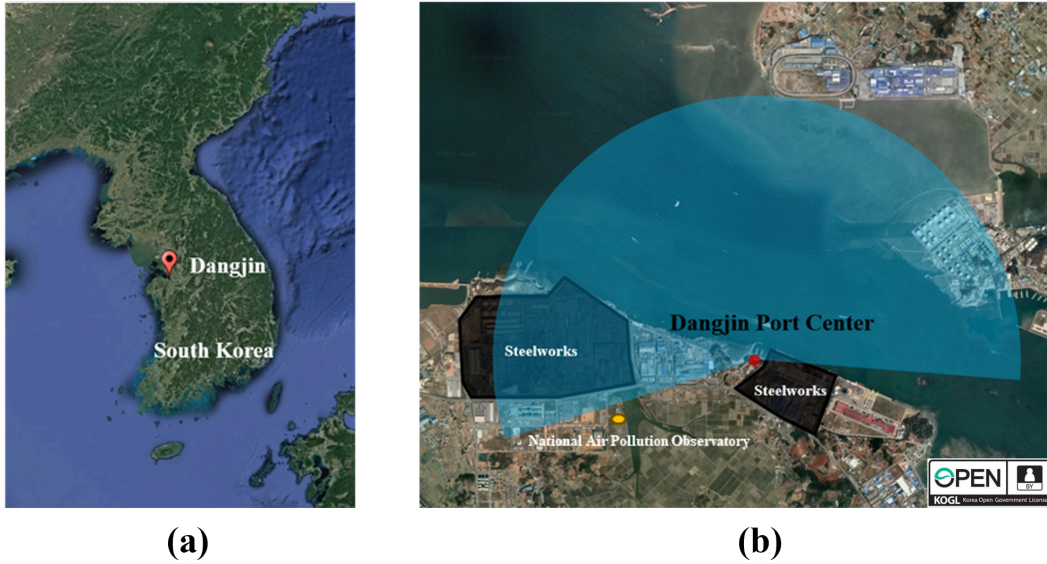 Dangjin
South Korea
(a)
Dangjin Port Center
Steelworks
Steelworks
National Air Pollution Observatory
OPEN
BY
KOGL Korea Open Government License
(b)